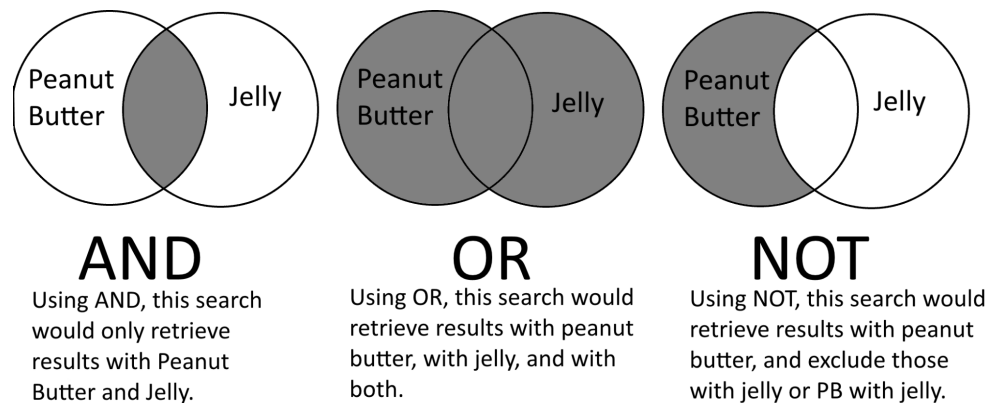 Peanut
Butter
Jelly
AND
Using AND, this search
would only retrieve
results with Peanut
Butter and Jelly.
Peanut
Butter
Jelly
OR
Using OR, this search would
retrieve results with peanut
butter, with jelly, and with
both.
Peanut
Butter
Jelly
NOT
Using NOT, this search would
retrieve results with peanut
butter, and exclude those
with jelly or PB with jelly.